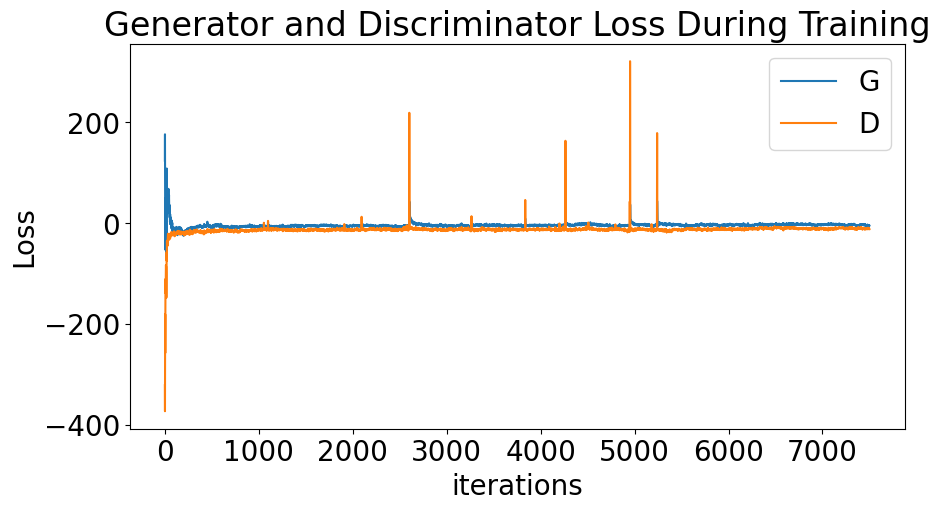 Generator and Discriminator Loss During Training
G
D
200
0
−200
−400
Loss
0 1000 2000 3000 4000 5000 6000 7000
iterations